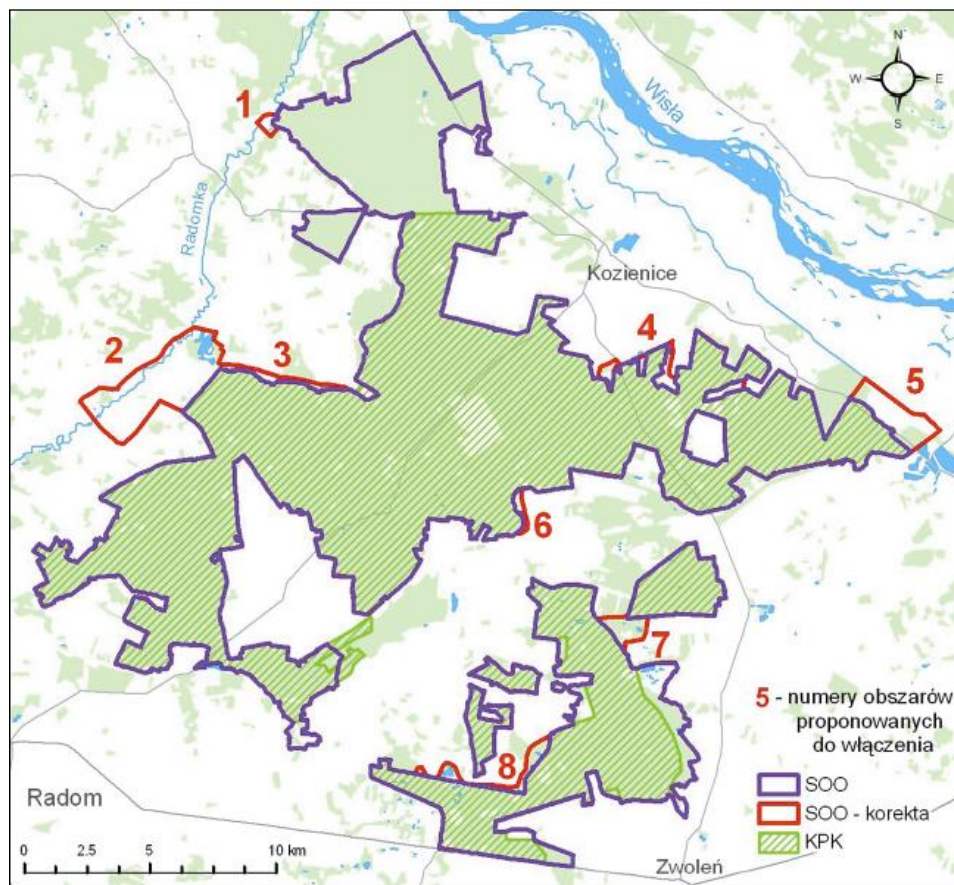 N
W
E
S
1
Wisła
Radomka
Kozienice
2
3
4
5
6
7
5 - numery obszarów
proponowanych
do włączenia
8
SOO
Radom
SOO - korekta
0 2.5 5 10 km
KPK
Zwoleń